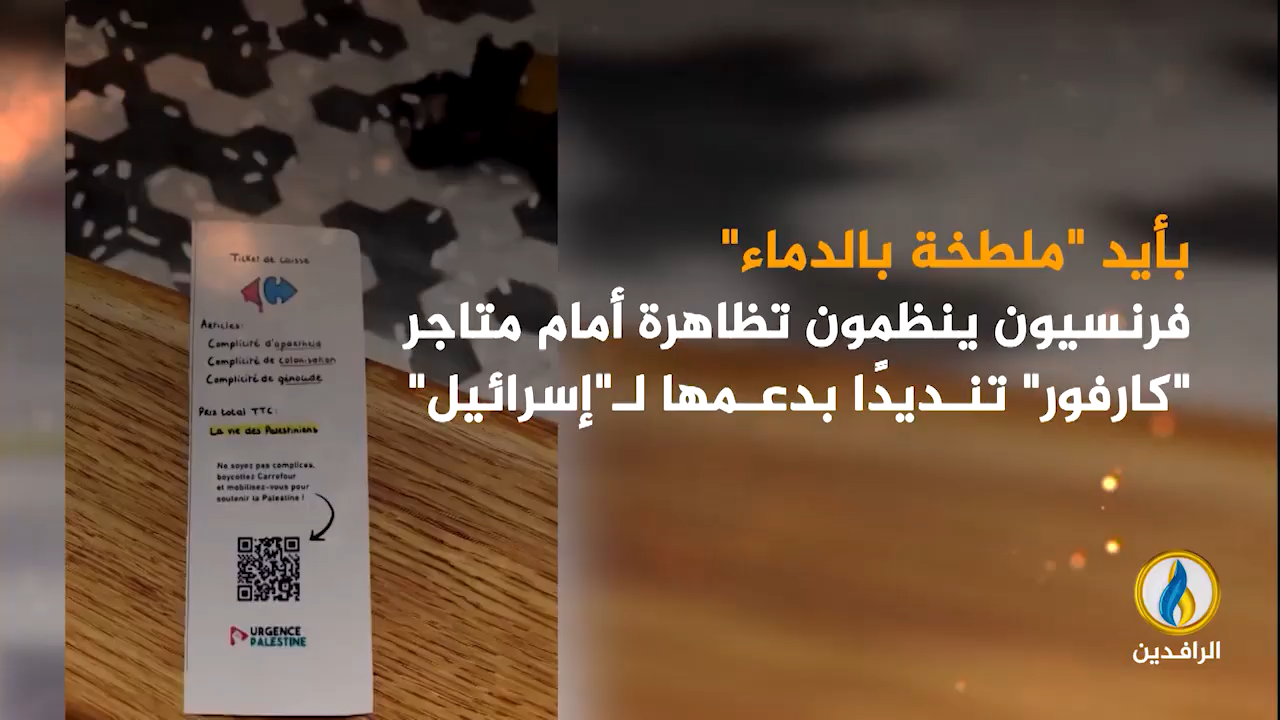 بأيد "ملطخة بالدماء"
فرنسيون ينظمون تظاهرة أمام متاجر
"كارفور" تنـديدًا بدعـمها لـ"إسرائيل"
Ticket de caisse
Articles:
Complicité d'apartheid
Complicité de colonisation
Complicité de génocide
Prix total TTC:
La vie des Palestiniens
Ne soyez pas complices,
boycottez Carrefour
et mobilisez-vous pour
soutenir la Palestine !
URGENCE
PALESTINE
الرافدين